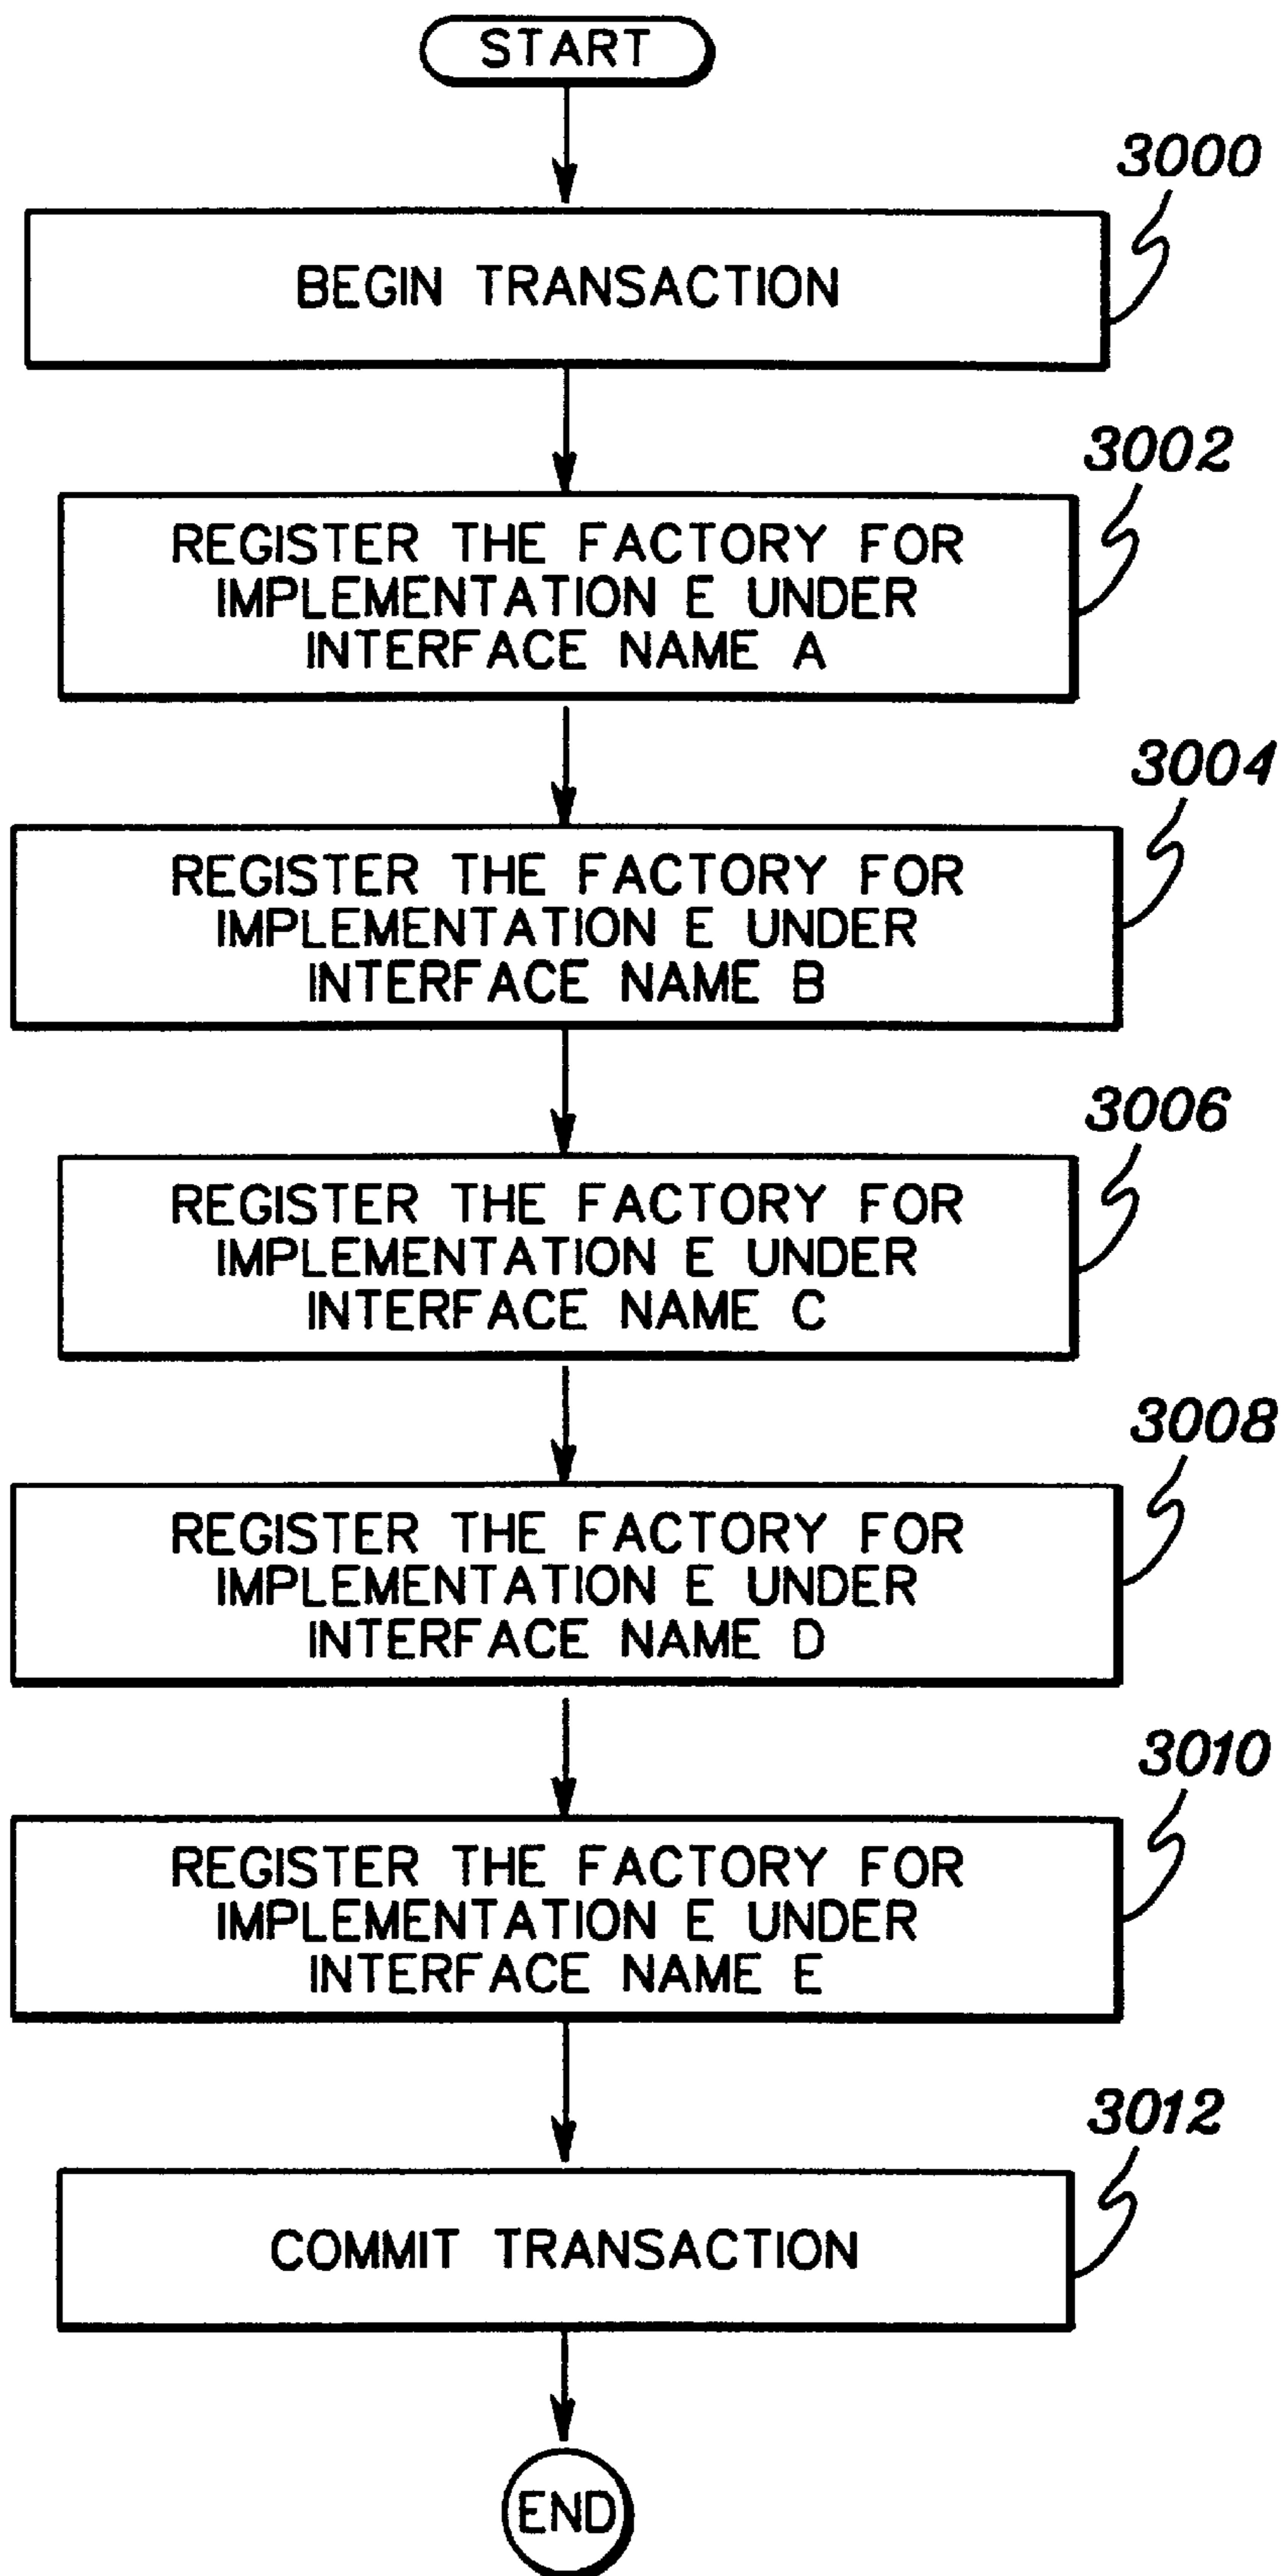 START
3000
BEGIN TRANSACTION
3002
REGISTER THE FACTORY FOR
IMPLEMENTATION E UNDER
INTERFACE NAME A
3004
REGISTER THE FACTORY FOR
IMPLEMENTATION E UNDER
INTERFACE NAME B
3006
REGISTER THE FACTORY FOR
IMPLEMENTATION E UNDER
INTERFACE NAME C
3008
REGISTER THE FACTORY FOR
IMPLEMENTATION E UNDER
INTERFACE NAME D
3010
REGISTER THE FACTORY FOR
IMPLEMENTATION E UNDER
INTERFACE NAME E
3012
COMMIT TRANSACTION
END